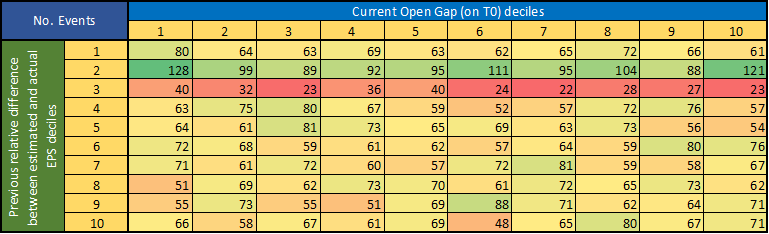 No. Events
Current Open Gap (on T0) deciles
1 2 3 4 5 6 7 8 9 10
Previous relative difference
between estimated and actual
EPS deciles
1 80 64 63 69 63 62 65 72 66 61
2 128 99 89 92 95 111 95 104 88 121
3 40 32 23 36 40 24 22 28 27 23
4 63 75 80 67 59 52 57 72 76 57
5 64 61 81 73 65 69 63 73 56 54
6 72 68 59 61 62 57 64 59 80 76
7 71 61 72 60 57 72 81 59 58 67
8 51 69 62 73 70 61 72 65 73 62
9 55 73 55 51 69 88 71 62 64 71
10 66 58 67 61 69 48 65 80 67 71